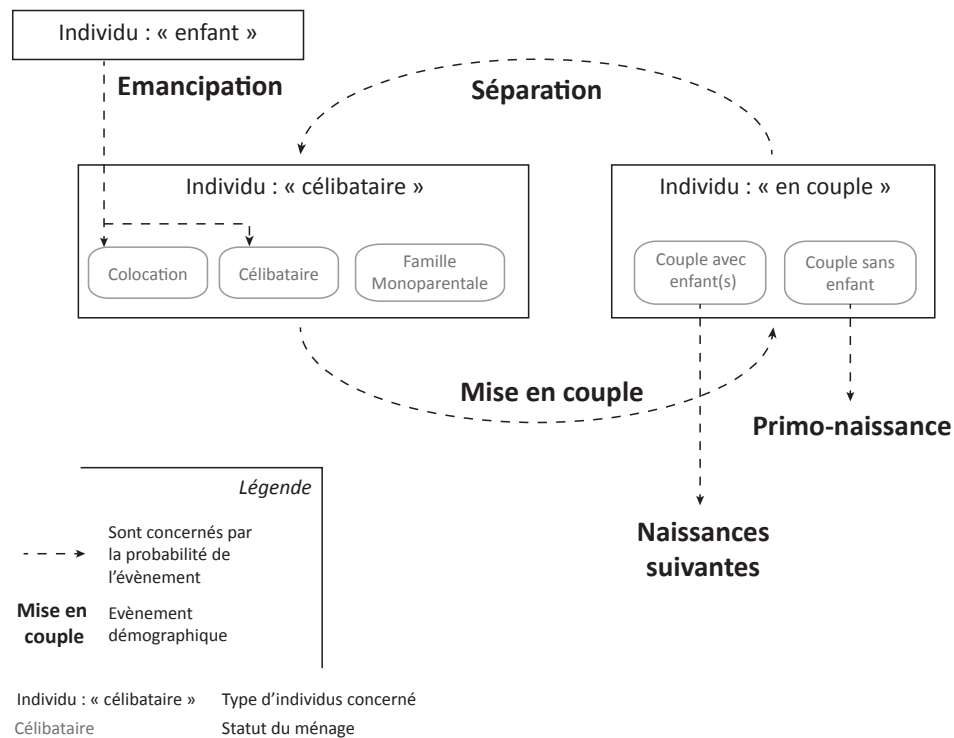 Individu : « enfant »
Emancipation
Séparation
Individu : « célibataire »
Individu : « en couple »
Colocation
Célibataire
Famille
Monoparentale
Couple avec
enfant(s)
Couple sans
enfant
Mise en couple
Primo-naissance
Naissances
suivantes
Légende
Sont concernés par
la probabilité de
l'évènement
Mise en
couple
Evènement
démographique
Individu : « célibataire »
Type d'individus concerné
Célibataire
Statut du ménage